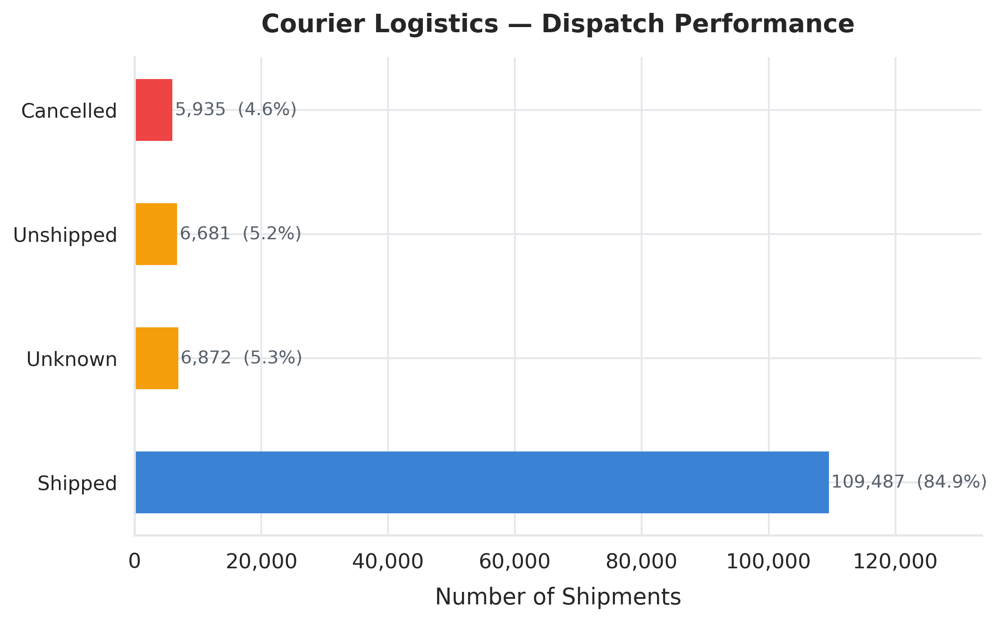 Courier Logistics — Dispatch Performance
Cancelled
5,935 (4.6%)
Unshipped
6,681 (5.2%)
Unknown
6,872 (5.3%)
Shipped
109,487 (84.9%)
0 20,000 40,000 60,000 80,000 100,000 120,000
Number of Shipments